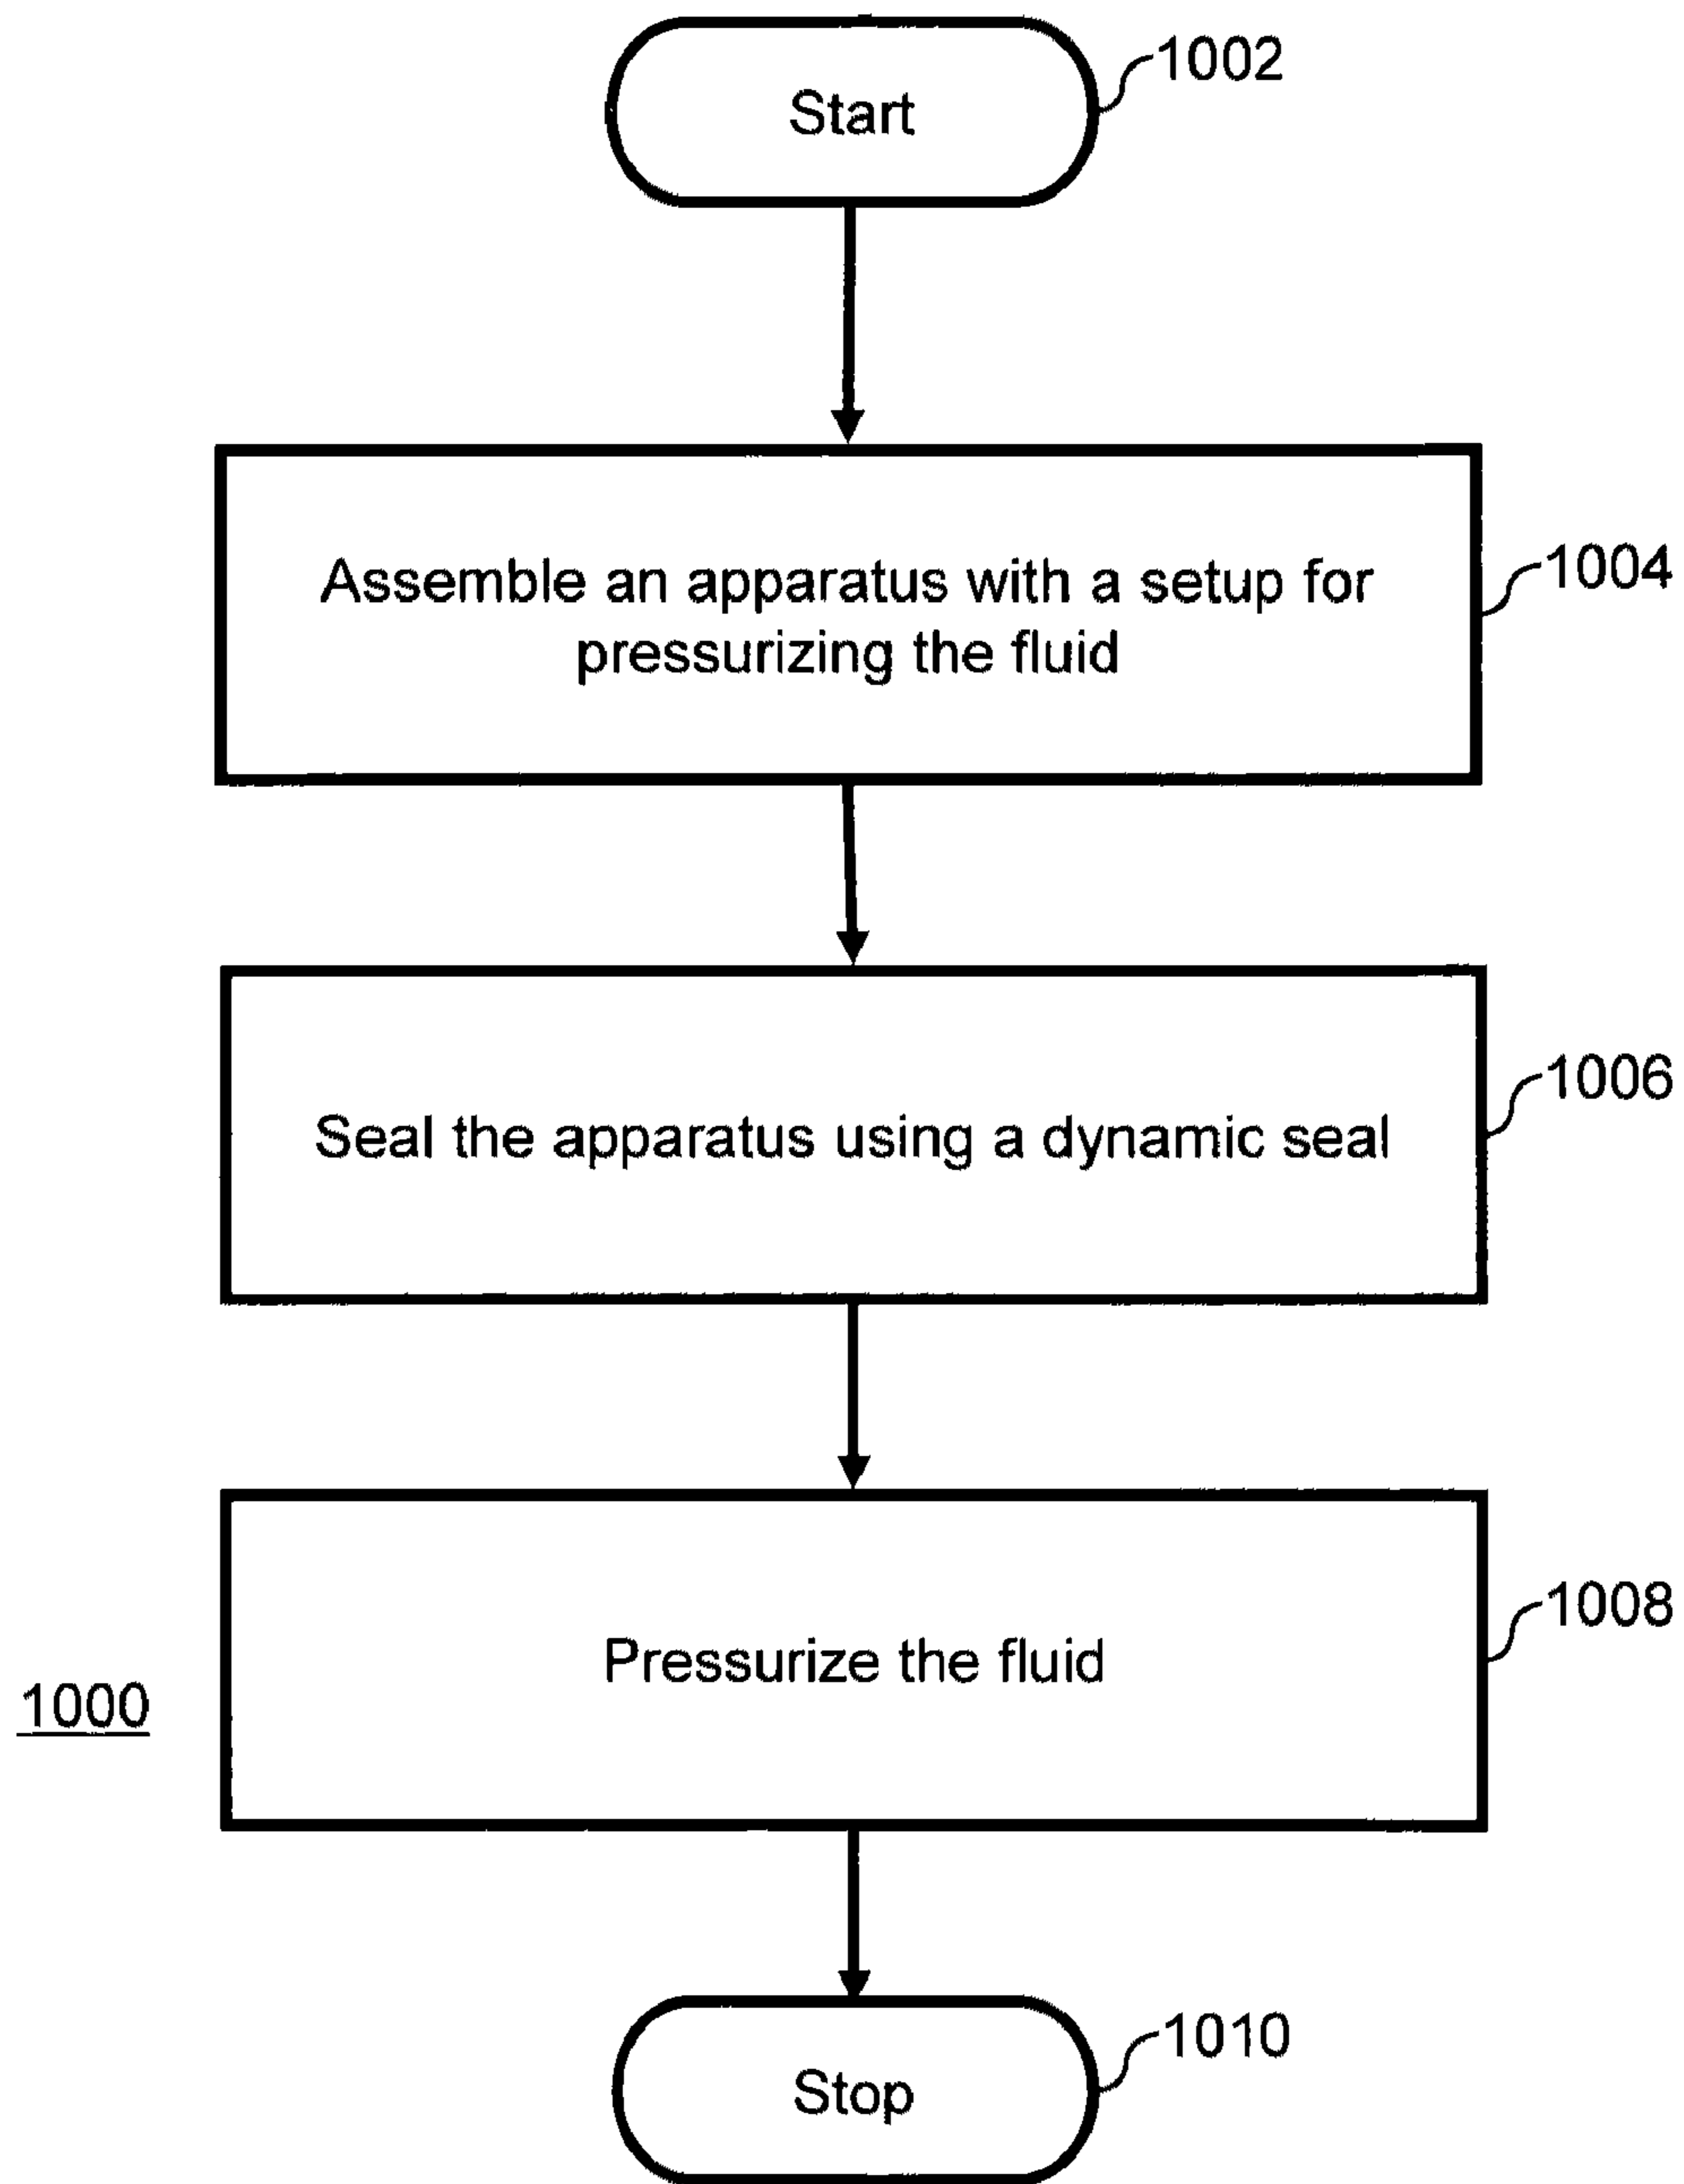 Start
1002
Assemble an apparatus with a setup for
pressurizing the fluid
1004
Seal the apparatus using a dynamic seal
1006
Pressurize the fluid
1008
1000
Stop
1010